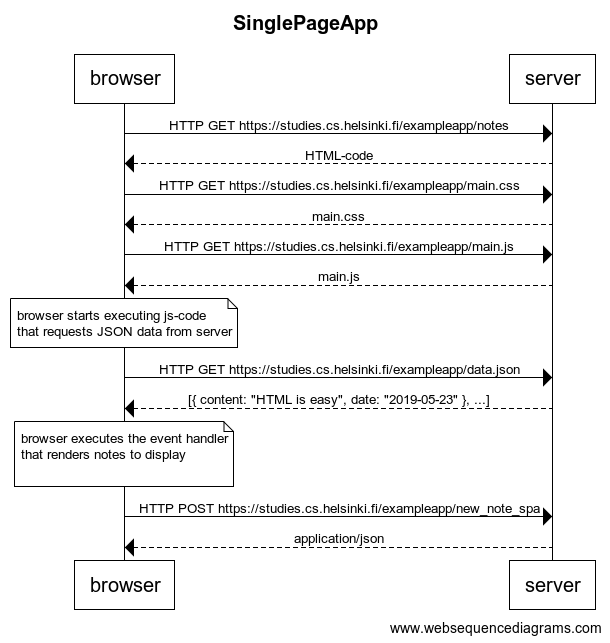 SinglePageApp
browser
server
HTTP GET https://studies.cs.helsinki.fi/exampleapp/notes
HTML-code
HTTP GET https://studies.cs.helsinki.fi/exampleapp/main.css
main.css
HTTP GET https://studies.cs.helsinki.fi/exampleapp/main.js
main.js
browser starts executing js-code
that requests JSON data from server
HTTP GET https://studies.cs.helsinki.fi/exampleapp/data.json
[{ content: "HTML is easy", date: "2019-05-23" }, ...]
browser executes the event handler
that renders notes to display
HTTP POST https://studies.cs.helsinki.fi/exampleapp/new_note_spa
application/json
browser
server
www.websequencediagrams.com